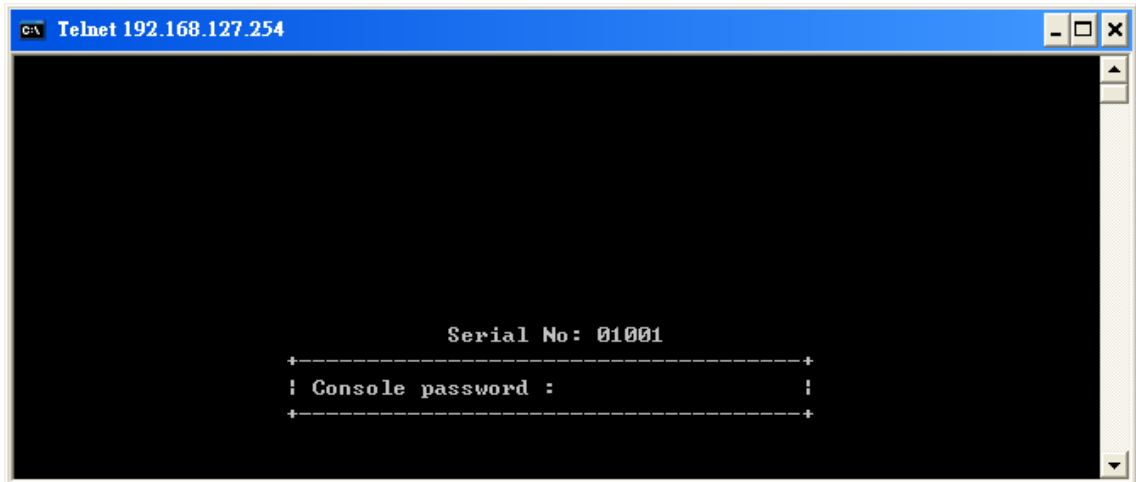 C:\ Telnet 192.168.127.254
Serial No: 01001
Console password :